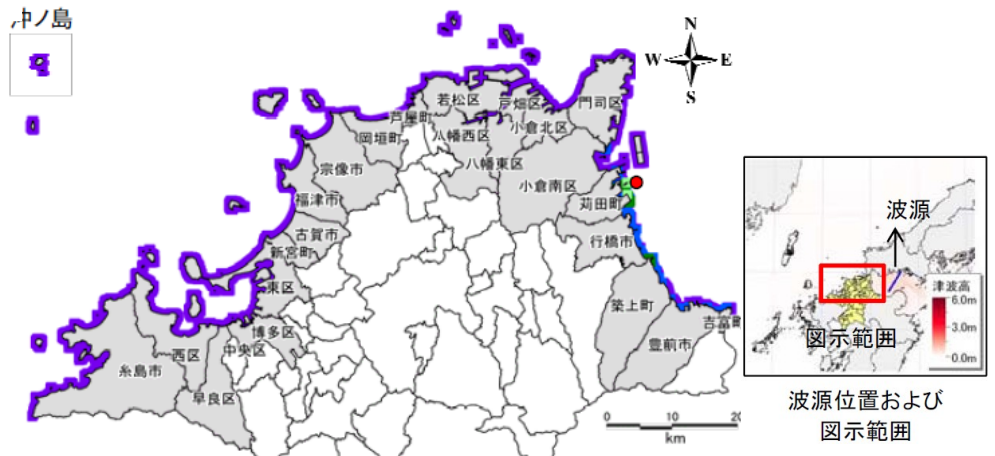 沖ノ島
N
W E
S
若松区
戸畑区
門司区
芦屋町
小倉北区
岡垣町
八幡西区
八幡東区
宗像市
小倉南区
福津市
苅田町
古賀市
行橋市
新宮町
東区
築上町
博多区
吉富町
中央区
西区
豊前市
糸島市
早良区
0 10 20
km
波源
津波高
6.0m
3.0m
0.0m
図示範囲
波源位置および
図示範囲